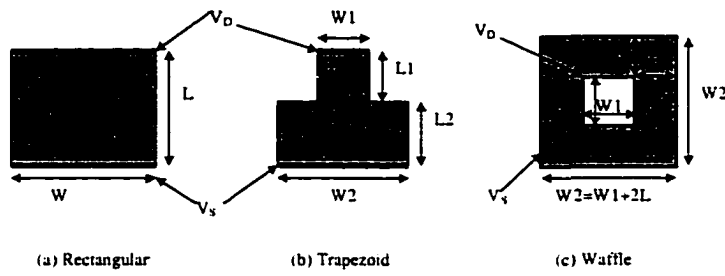 V_D
W1
V_D
L
L1
W1
W2
L2
W
V_S
W2
V_S
W2=W1+2L
(a) Rectangular
(b) Trapezoid
(c) Waffle